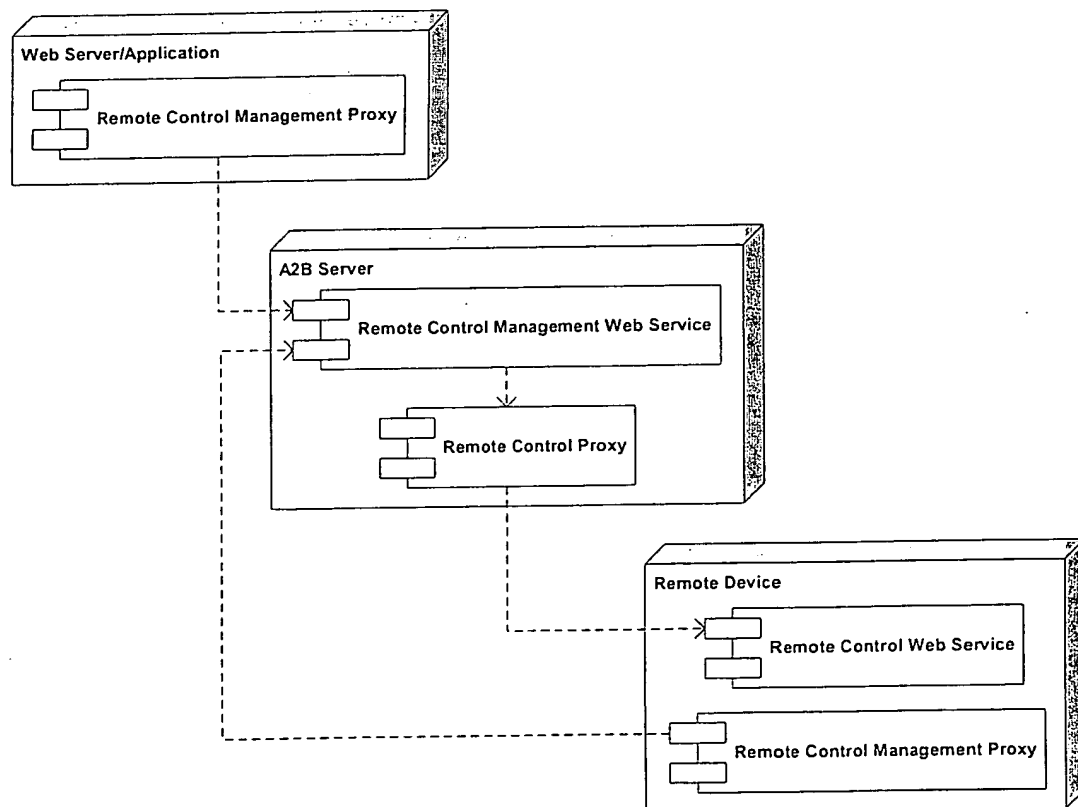 Web Server/Application
Remote Control Management Proxy
A2B Server
Remote Control Management Web Service
Remote Control Proxy
Remote Device
Remote Control Web Service
Remote Control Management Proxy